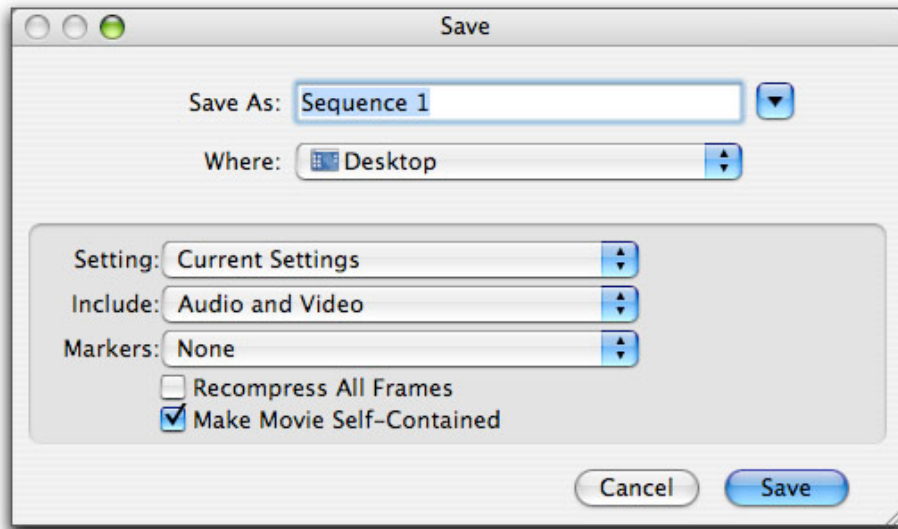 Save
Save As: Sequence 1
Where: Desktop
Setting: Current Settings
Include: Audio and Video
Markers: None
Recompress All Frames
Make Movie Self-Contained
Cancel Save